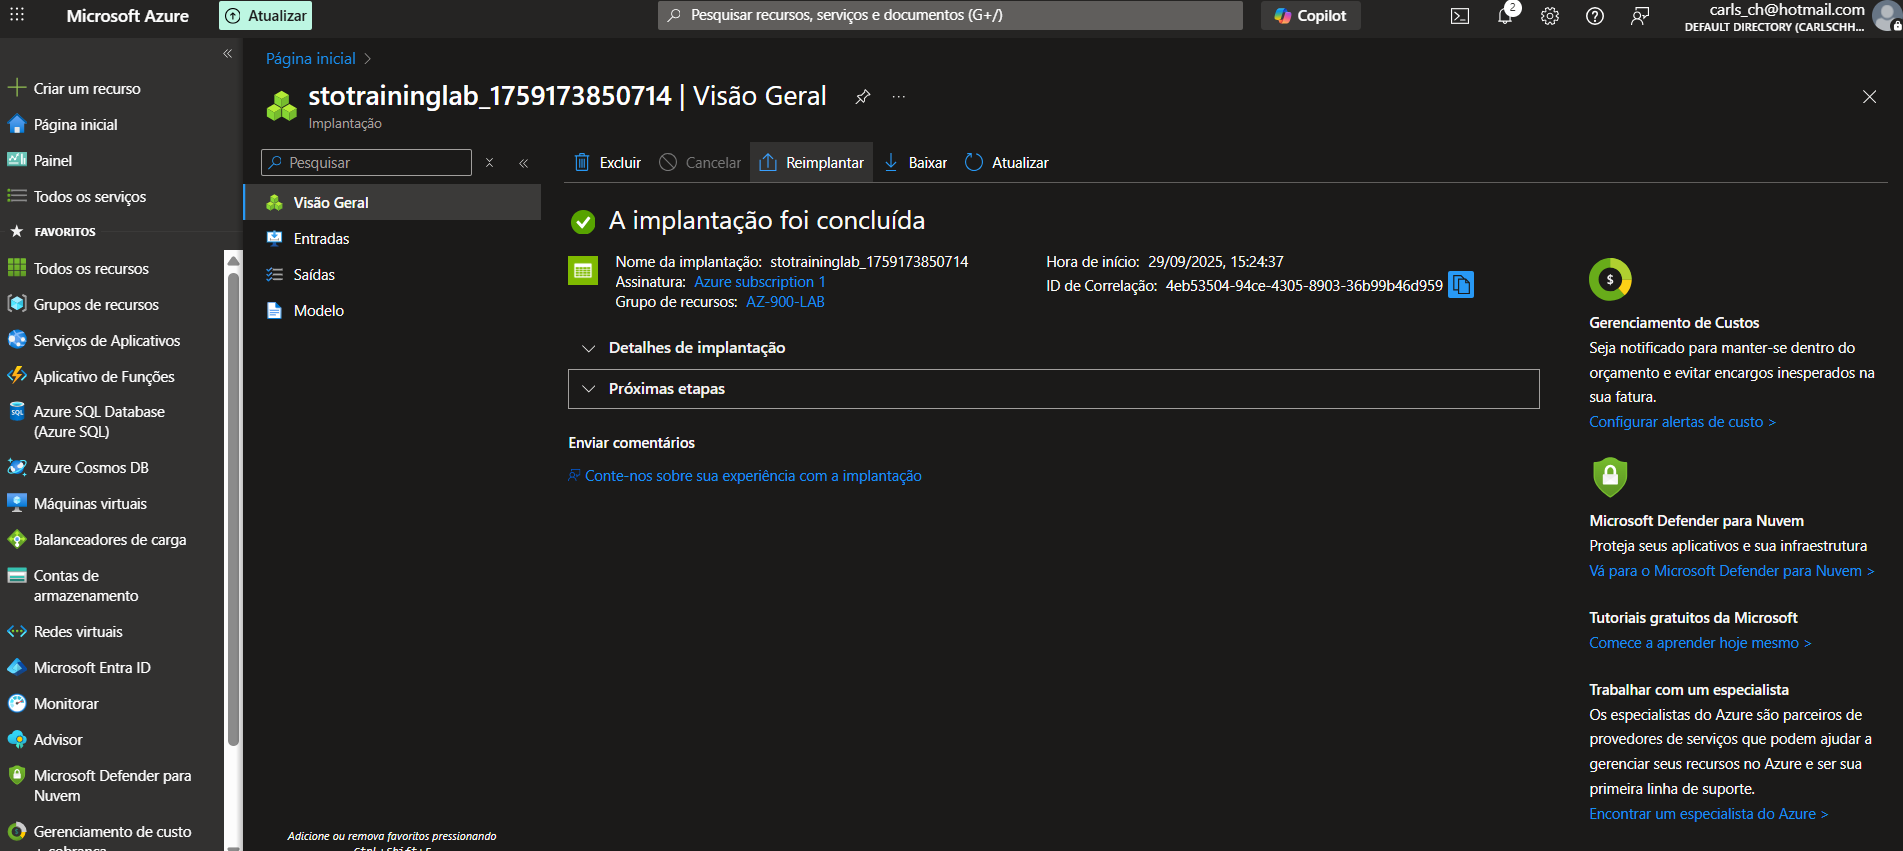 Microsoft Azure
Atualizar
Pesquisar recursos, serviços e documentos (G+/)
Copilot
2
carls_ch@hotmail.com
DEFAULT DIRECTORY (CARLSCHH...
Criar um recurso
Página inicial
Painel
Todos os serviços
FAVORITOS
Todos os recursos
Grupos de recursos
Serviços de Aplicativos
Aplicativo de Funções
Azure SQL Database
(Azure SQL)
Azure Cosmos DB
Máquinas virtuais
Balanceadores de carga
Contas de
armazenamento
Redes virtuais
Microsoft Entra ID
Monitorar
Advisor
Microsoft Defender para
Nuvem
Gerenciamento de custo
+ cobrança
Adicione ou remova favoritos pressionando
Ctrl+Shift+F
Página inicial >
stotraininglab_1759173850714 | Visão Geral
Implantação
Pesquisar
Visão Geral
Entradas
Saídas
Modelo
Excluir
Cancelar
Reimplantar
Baixar
Atualizar
A implantação foi concluída
Nome da implantação: stotraininglab_1759173850714
Assinatura: Azure subscription 1
Grupo de recursos: AZ-900-LAB
Hora de início: 29/09/2025, 15:24:37
ID de Correlação: 4eb53504-94ce-4305-8903-36b99b46d959
Detalhes de implantação
Próximas etapas
Enviar comentários
Conte-nos sobre sua experiência com a implantação
Gerenciamento de Custos
Seja notificado para manter-se dentro do
orçamento e evitar encargos inesperados na
sua fatura.
Configurar alertas de custo >
Microsoft Defender para Nuvem
Proteja seus aplicativos e sua infraestrutura
Vá para o Microsoft Defender para Nuvem >
Tutoriais gratuitos da Microsoft
Comece a aprender hoje mesmo >
Trabalhar com um especialista
Os especialistas do Azure são parceiros de
provedores de serviços que podem ajudar a
gerenciar seus recursos no Azure e ser sua
primeira linha de suporte.
Encontrar um especialista do Azure >